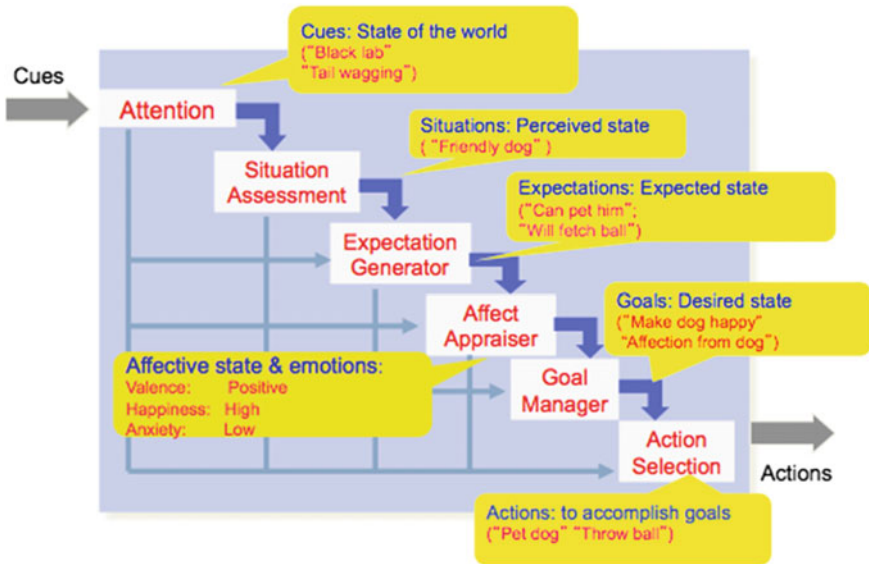 Cues: State of the world
("Black lab"
"Tail wagging")
Cues
Attention
Situations: Perceived state
( "Friendly dog" )
Situation
Assessment
Expectations: Expected state
("Can pet him";
"Will fetch ball")
Expectation
Generator
Goals: Desired state
("Make dog happy"
"Affection from dog")
Affect
Appraiser
Affective state & emotions:
Valence: Positive
Happiness: High
Anxiety: Low
Goal
Manager
Action
Selection
Actions
Actions: to accomplish goals
("Pet dog" "Throw ball")